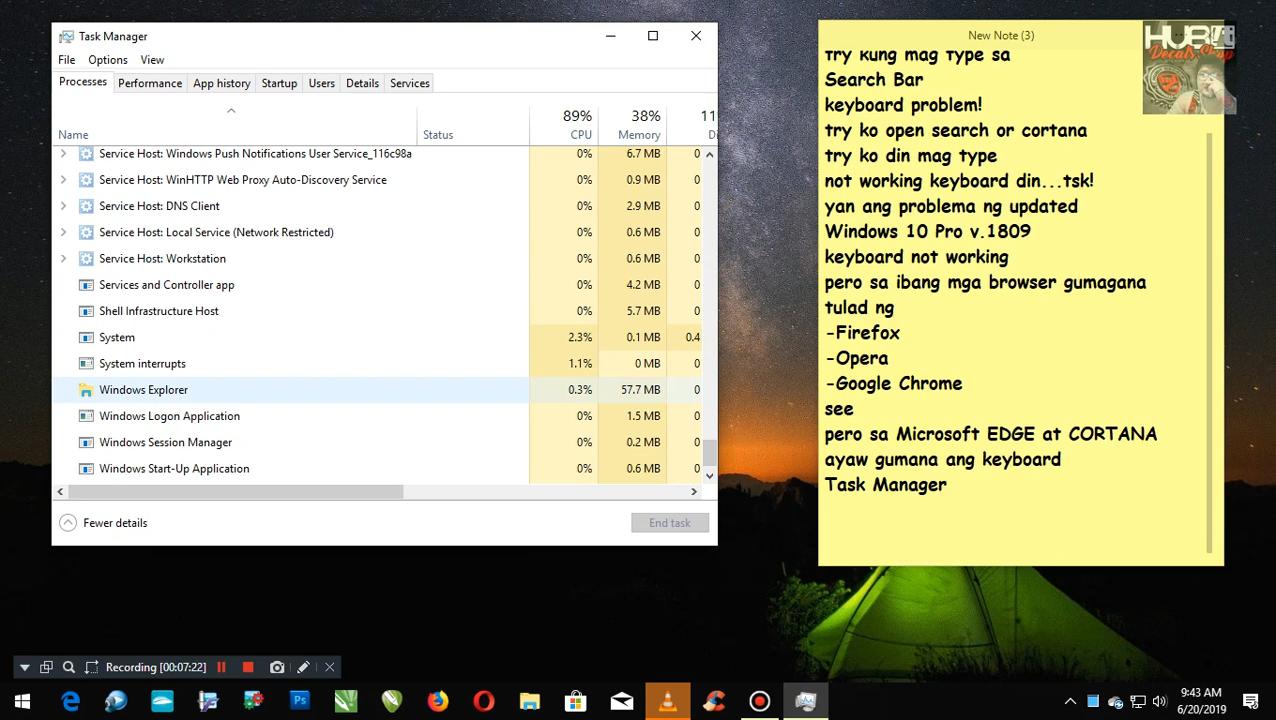 Task Manager
File Options View
Processes Performance App history Startup Users Details Services
89% 38% 11
Name Status CPU Memory Di
Service Host: Windows Push Notifications User Service_116c98a 0% 6.7 MB 0
Service Host: WinHTTP Web Proxy Auto-Discovery Service 0% 0.9 MB 0
Service Host: DNS Client 0% 2.9 MB 0
Service Host: Local Service (Network Restricted) 0% 0.6 MB 0
Service Host: Workstation 0% 0.6 MB 0
Services and Controller app 0% 4.2 MB 0
Shell Infrastructure Host 0% 5.7 MB 0
System 2.3% 0.1 MB 0.4
System interrupts 1.1% 0 MB 0
Windows Explorer 0.3% 57.7 MB 0
Windows Logon Application 0% 1.5 MB 0
Windows Session Manager 0% 0.2 MB 0
Windows Start-Up Application 0% 0.6 MB 0
Fewer details End task
New Note (3)
try kung mag type sa
Search Bar
keyboard problem!
try ko open search or cortana
try ko din mag type
not working keyboard din...tsk!
yan ang problema ng updated
Windows 10 Pro v.1809
keyboard not working
pero sa ibang mga browser gumagana
tulad ng
-Firefox
-Opera
-Google Chrome
see
pero sa Microsoft EDGE at CORTANA
ayaw gumana ang keyboard
Task Manager
Decals Shop
Recording [00:07:22]
Ps
9:43 AM
6/20/2019